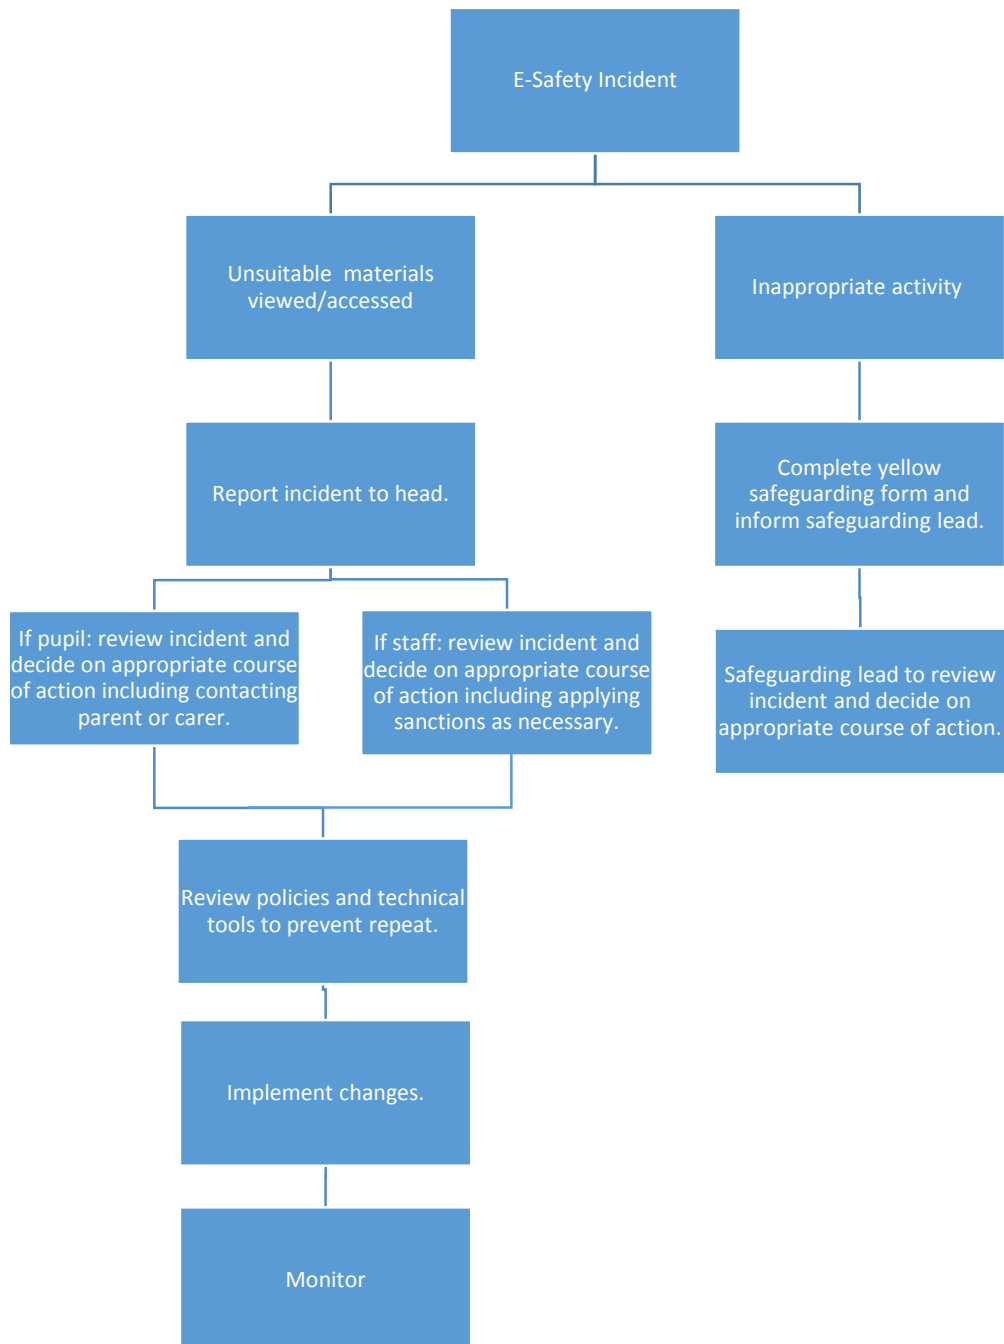 E-Safety Incident
Unsuitable  materials
viewed/accessed
Inappropriate activity
Report incident to head.
Complete yellow
safeguarding form and
inform safeguarding lead.
If pupil: review incident and
decide on appropriate course
of action including contacting
parent or carer.
If staff: review incident and
decide on appropriate course
of action including applying
sanctions as necessary.
Safeguarding lead to review
incident and decide on
appropriate course of action.
Review policies and technical
tools to prevent repeat.
Implement changes.
Monitor